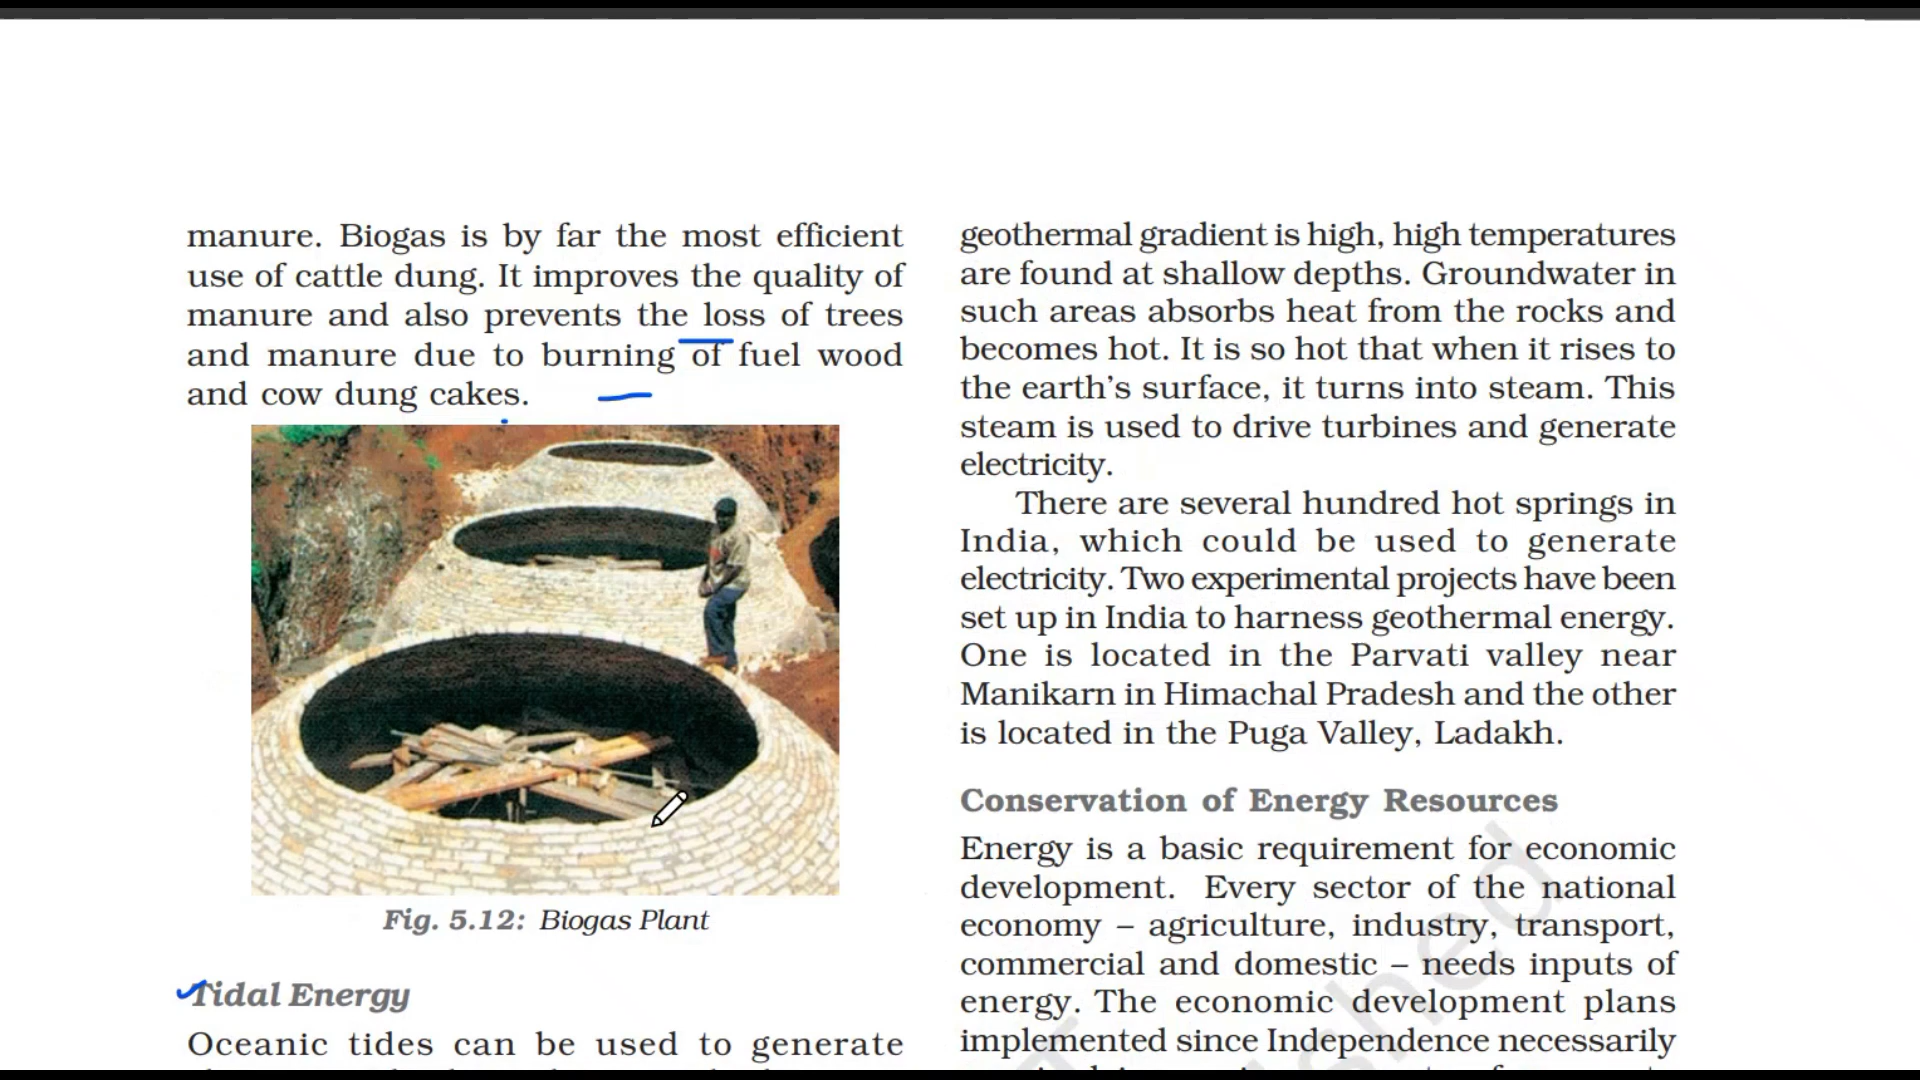 manure. Biogas is by far the most efficient
use of cattle dung. It improves the quality of
manure and also prevents the loss of trees
and manure due to burning of fuel wood
and cow dung cakes.
Fig. 5.12: Biogas Plant
Tidal Energy
Oceanic tides can be used to generate
geothermal gradient is high, high temperatures
are found at shallow depths. Groundwater in
such areas absorbs heat from the rocks and
becomes hot. It is so hot that when it rises to
the earth's surface, it turns into steam. This
steam is used to drive turbines and generate
electricity.
There are several hundred hot springs in
India, which could be used to generate
electricity. Two experimental projects have been
set up in India to harness geothermal energy.
One is located in the Parvati valley near
Manikarn in Himachal Pradesh and the other
is located in the Puga Valley, Ladakh.
Conservation of Energy Resources
Energy is a basic requirement for economic
development. Every sector of the national
economy – agriculture, industry, transport,
commercial and domestic – needs inputs of
energy. The economic development plans
implemented since Independence necessarily